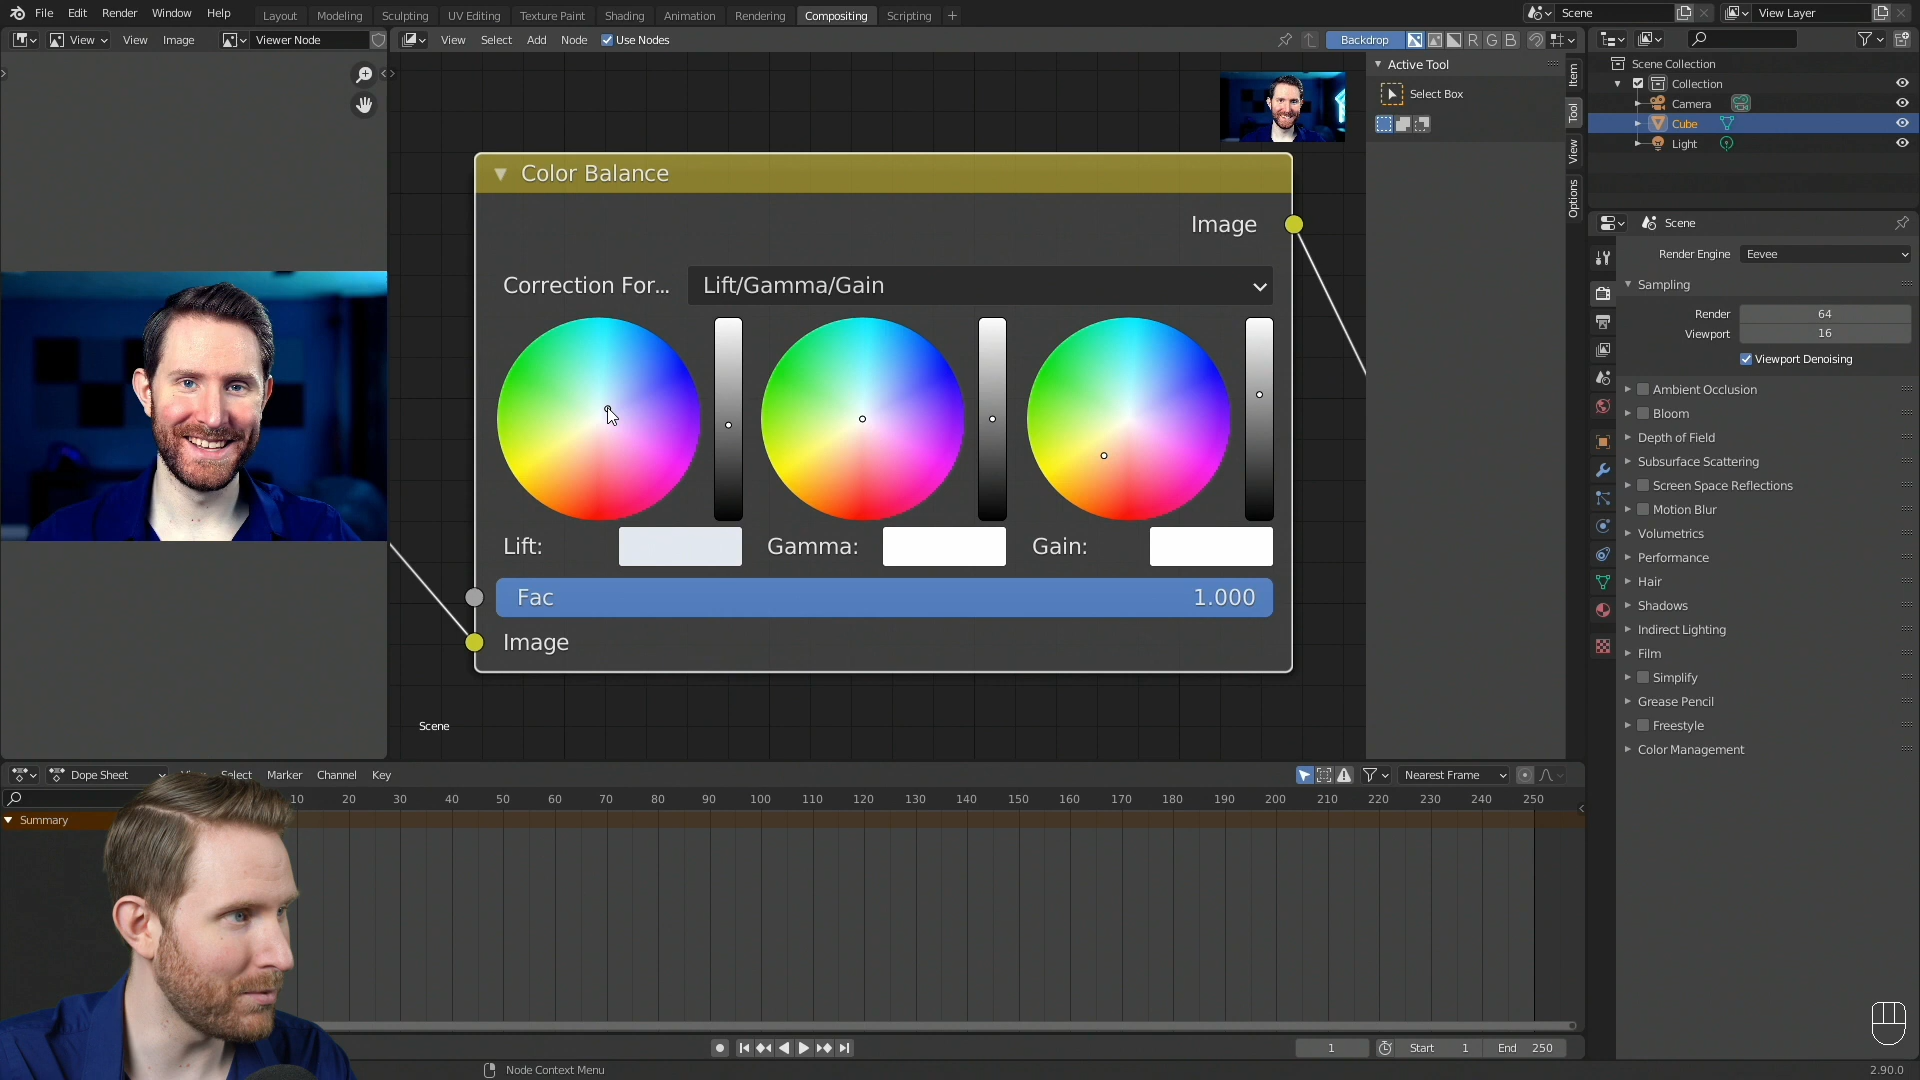 File Edit Render Window Help
Layout Modeling Sculpting UV Editing Texture Paint Shading Animation Rendering Compositing Scripting +
Scene View Layer
View View Image Viewer Node
View Select Add Node Use Nodes Backdrop R G B
Active Tool
Select Box
Item
Tool
View
Options
Scene Collection
Collection
Camera
Cube
Light
Color Balance
Image
Correction For... Lift/Gamma/Gain
Lift: Gamma: Gain:
Fac 1.000
Image
Scene
Scene
Render Engine Eevee
Sampling
Render 64
Viewport 16
Viewport Denoising
Ambient Occlusion
Bloom
Depth of Field
Subsurface Scattering
Screen Space Reflections
Motion Blur
Volumetrics
Performance
Hair
Shadows
Indirect Lighting
Film
Simplify
Grease Pencil
Freestyle
Color Management
Dope Sheet Select Marker Channel Key Nearest Frame
10 20 30 40 50 60 70 80 90 100 110 120 130 140 150 160 170 180 190 200 210 220 230 240 250
Summary
1 Start 1 End 250
Node Context Menu 2.90.0